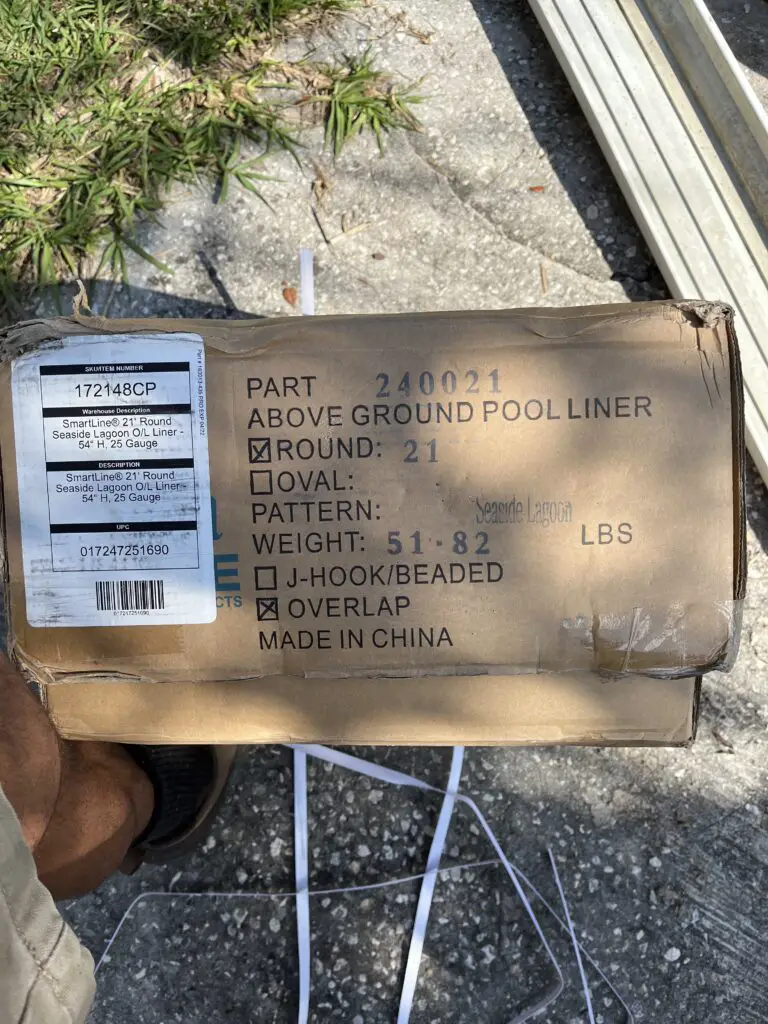 SKU/ITEM NUMBER
172148CP
Warehouse Description
SmartLine® 21' Round
Seaside Lagoon O/L Liner -
54" H, 25 Gauge
DESCRIPTION
SmartLine® 21' Round
Seaside Lagoon O/L Liner -
54" H, 25 Gauge
UPC
017247251690
017247251690
E
CTS
PART 240021
ABOVE GROUND POOL LINER
ROUND: 21
OVAL:
PATTERN: Seaside Lagoon
WEIGHT: 51.82 LBS
J-HOOK/BEADED
OVERLAP
MADE IN CHINA